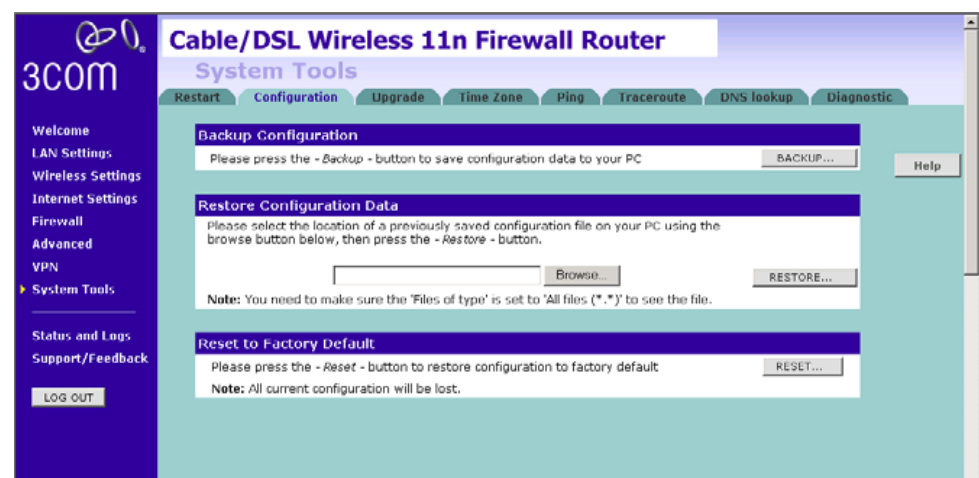 3COM
Cable/DSL Wireless 11n Firewall Router
System Tools
Restart
Configuration
Upgrade
Time Zone
Ping
Traceroute
DNS lookup
Diagnostic
Welcome
LAN Settings
Wireless Settings
Internet Settings
Firewall
Advanced
VPN
System Tools
Status and Logs
Support/Feedback
LOG OUT
Backup Configuration
Please press the - Backup - button to save configuration data to your PC
BACKUP...
Help
Restore Configuration Data
Please select the location of a previously saved configuration file on your PC using the
browse button below, then press the - Restore - button.
Browse...
RESTORE...
Note: You need to make sure the 'Files of type' is set to 'All files (*.*)' to see the file.
Reset to Factory Default
Please press the - Reset - button to restore configuration to factory default
RESET...
Note: All current configuration will be lost.